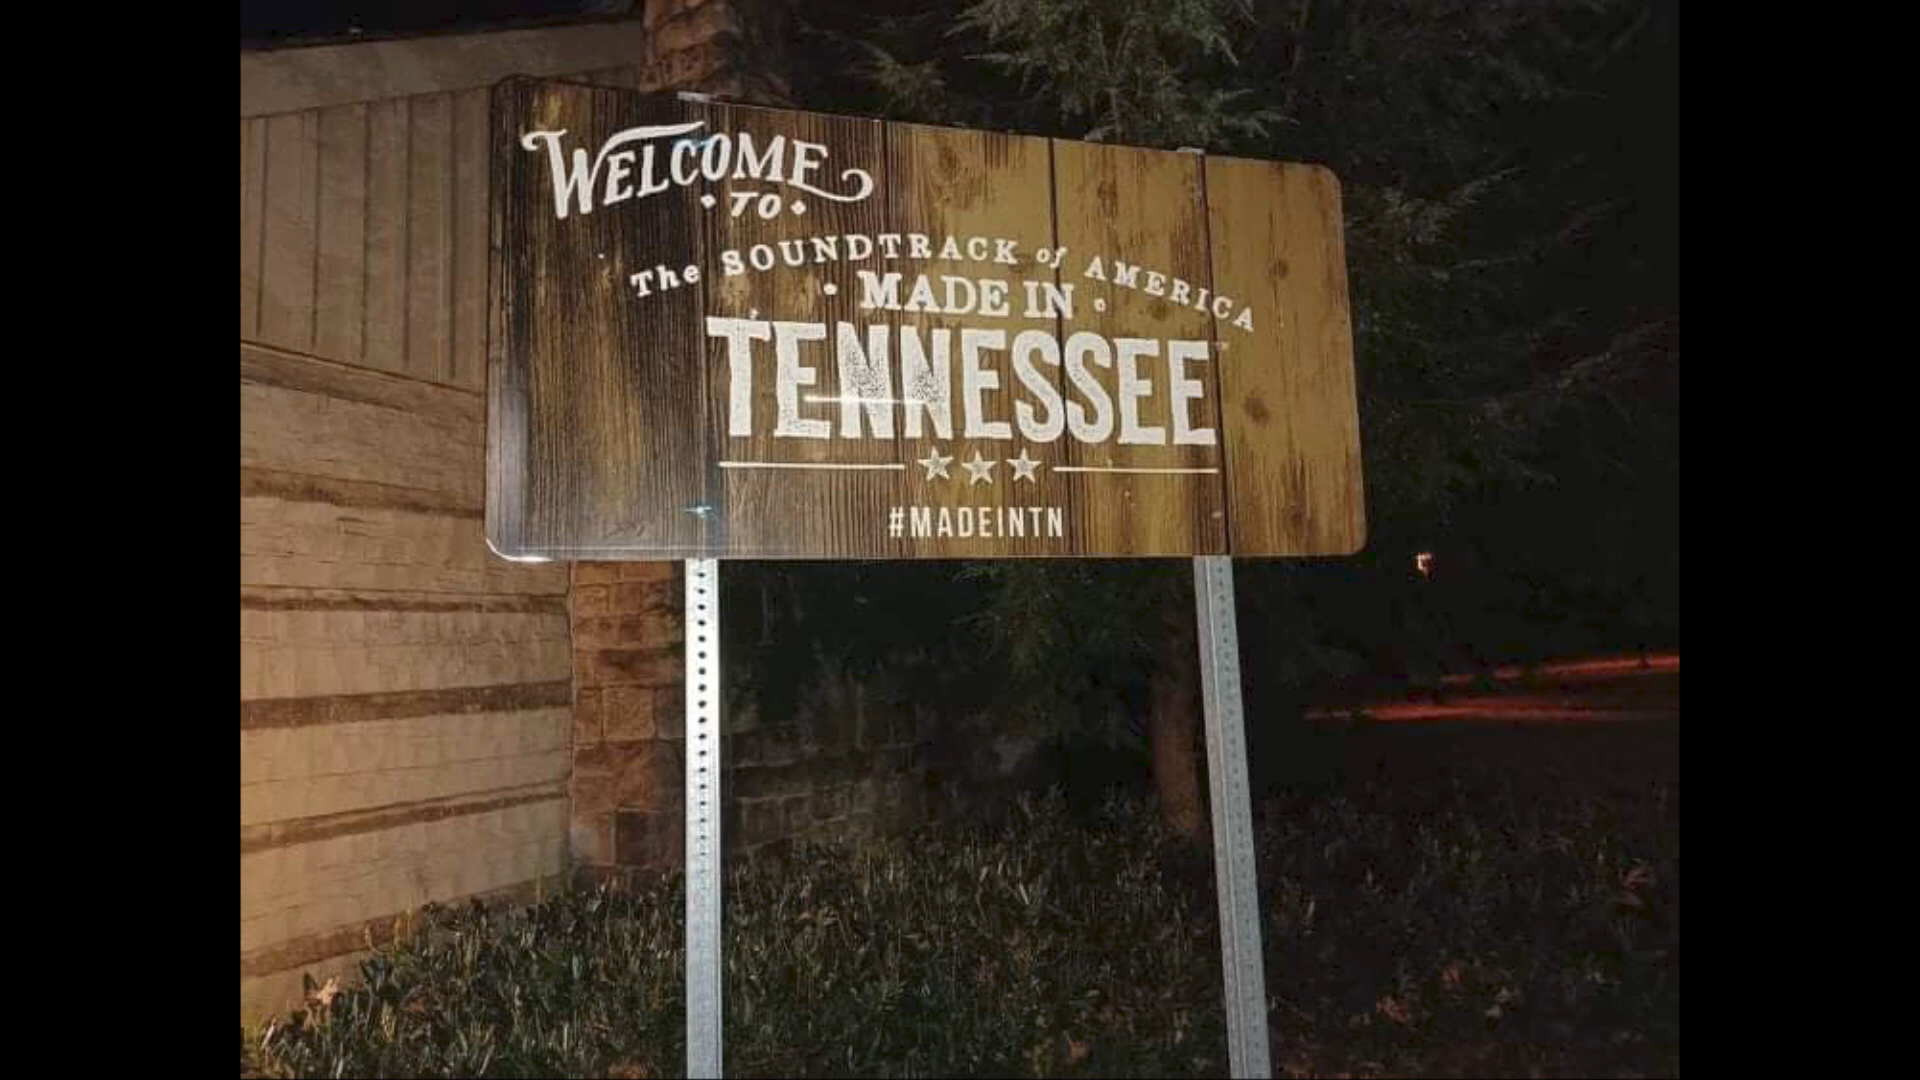 WELCOME
TO
The SOUNDTRACK of AMERICA
MADE IN
TENNESSEE
#MADEINTN